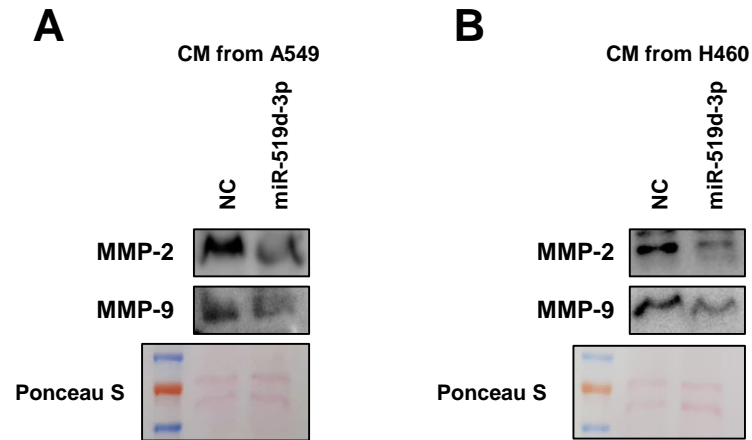 A
CM from A549
NC
miR-519d-3p
MMP-2
MMP-9
Ponceau S
B
CM from H460
NC
miR-519d-3p
MMP-2
MMP-9
Ponceau S